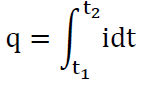 q = ∫_{t₁}^{t₂} idt